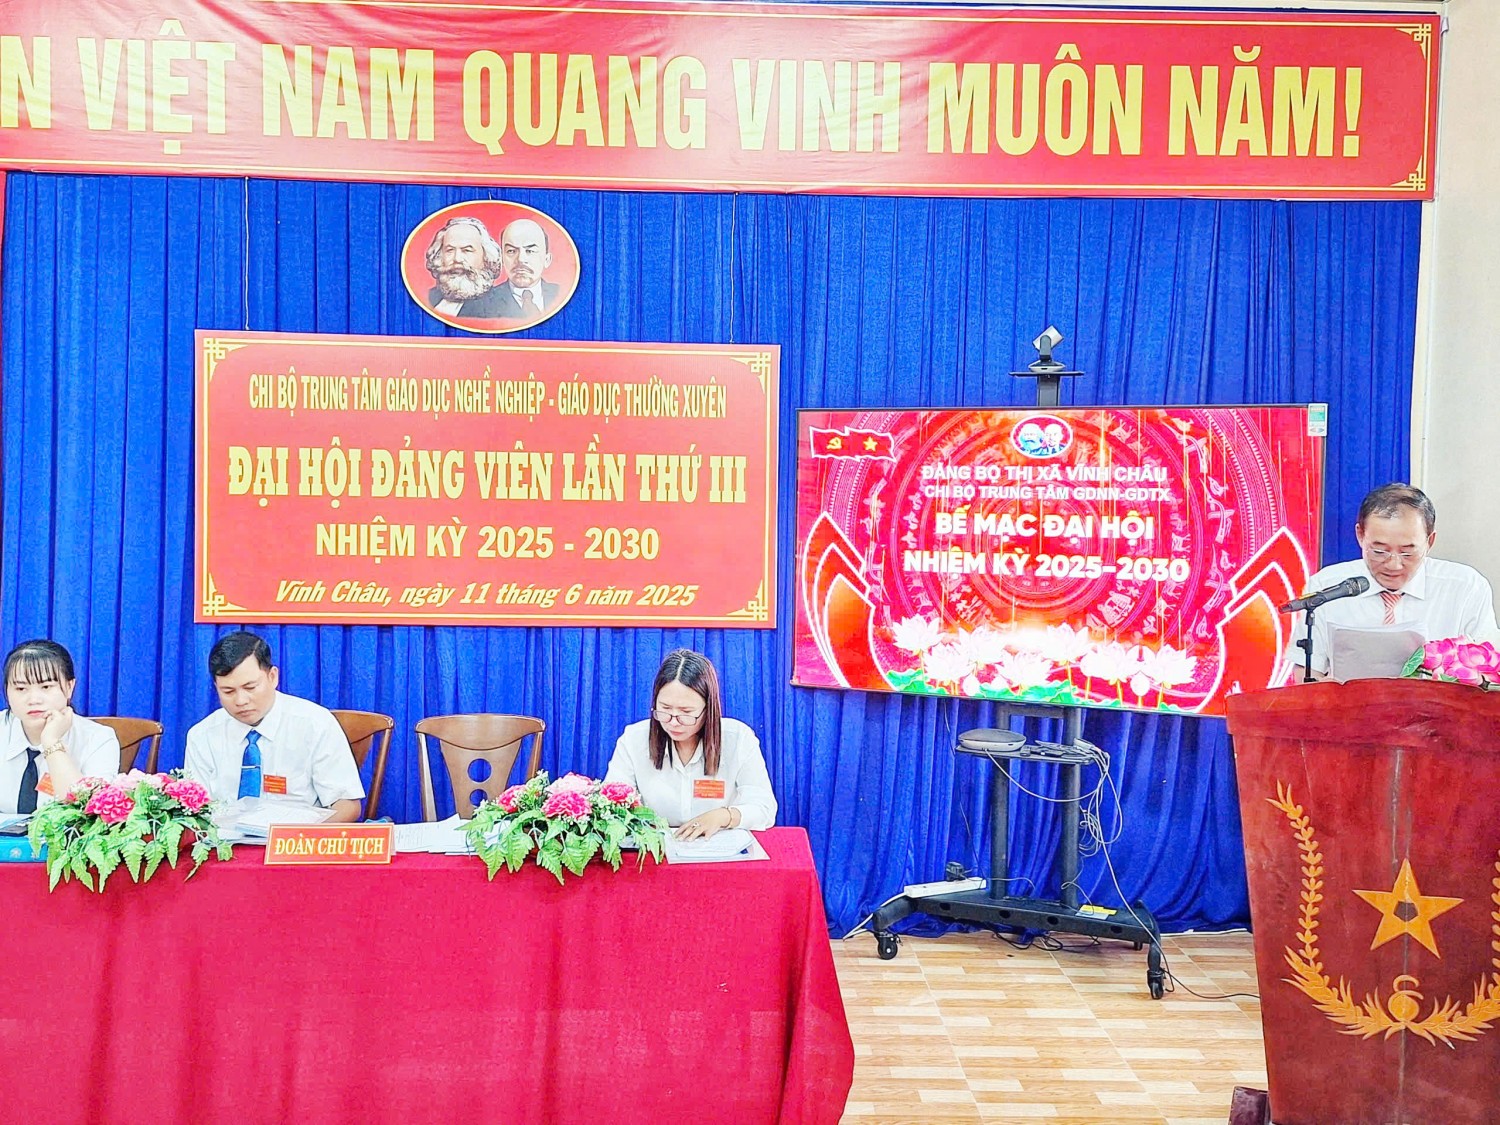 N VIỆT NAM QUANG VINH MUÔN NĂM!
CHI BỘ TRUNG TÂM GIÁO DỤC NGHỀ NGHIỆP - GIÁO DỤC THƯỜNG XUYÊN
ĐẠI HỘI ĐẢNG VIÊN LẦN THỨ III
NHIỆM KỲ 2025 - 2030
Vĩnh Châu, ngày 11 tháng 6 năm 2025
ĐẢNG BỘ THỊ XÃ VĨNH CHÂU
CHI BỘ TRUNG TÂM GDNN-GDTX
BẾ MẠC ĐẠI HỘI
NHIỆM KỲ 2025-2030
ĐOÀN CHỦ TỊCH